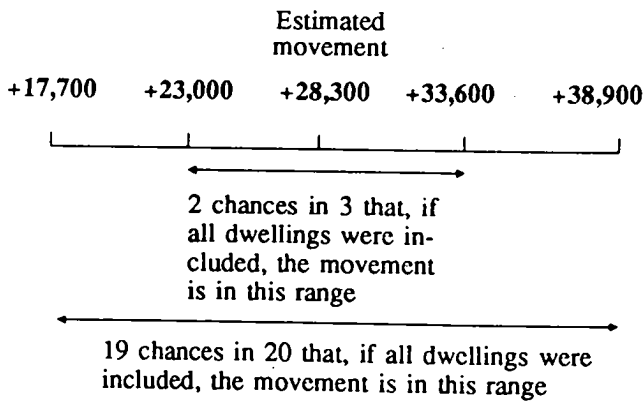 Estimated
movement
+17,700 +23,000 +28,300 +33,600 +38,900
2 chances in 3 that, if
all dwellings were in-
cluded, the movement
is in this range
19 chances in 20 that, if all dwellings were
included, the movement is in this range